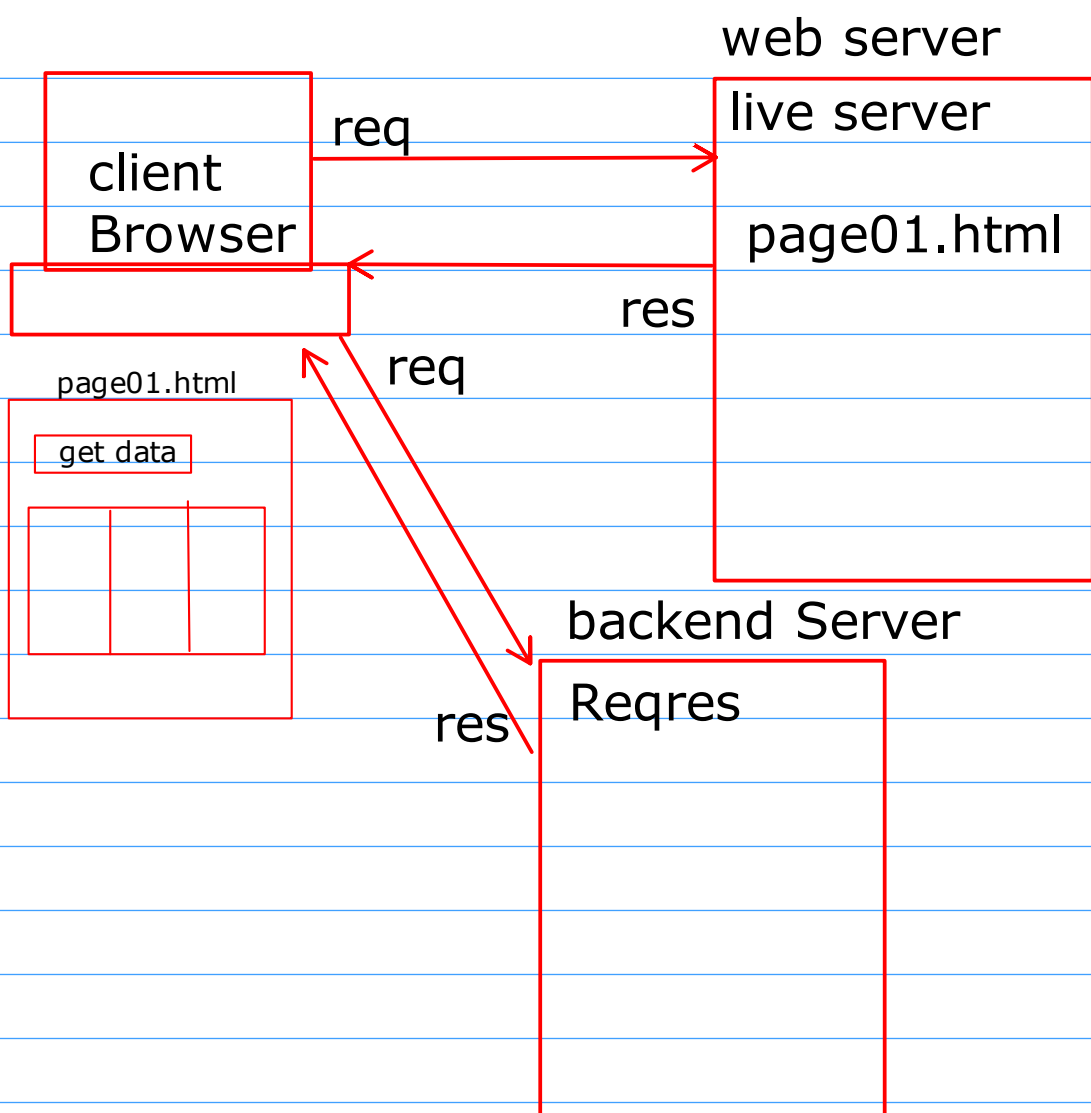 web server
live server
req
client
Browser
page01.html
res
req
page01.html
get data
backend Server
Reqres
res